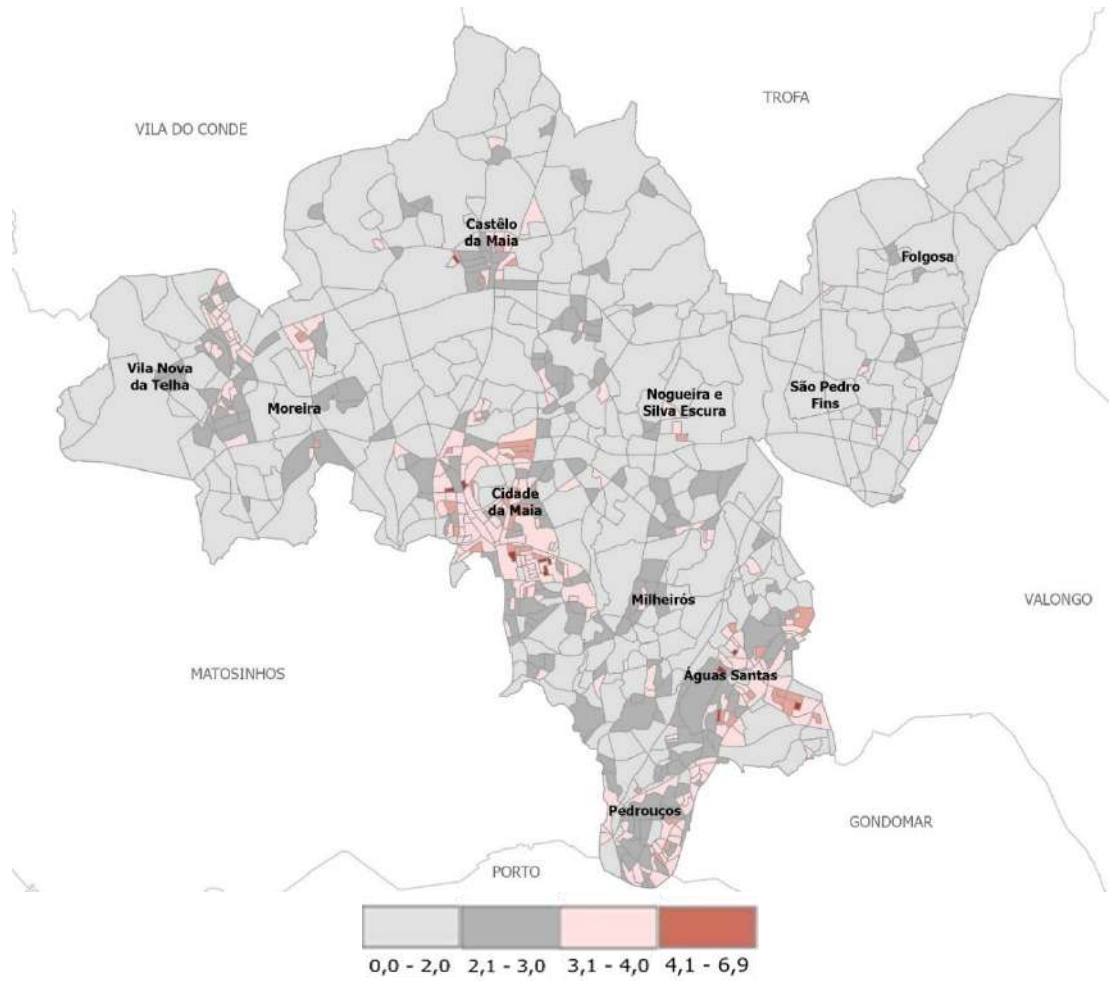 TROFA
VILA DO CONDE
Castêlo
da Maia
Folgosa
Vila Nova
da Telha
Moreira
Nogueira e
Silva Escura
São Pedro
Fins
Cidade
da Maia
Milheirós
VALONGO
MATOSINHOS
Águas Santas
Pedrouços
GONDOMAR
PORTO
0,0 - 2,0 2,1 - 3,0 3,1 - 4,0 4,1 - 6,9